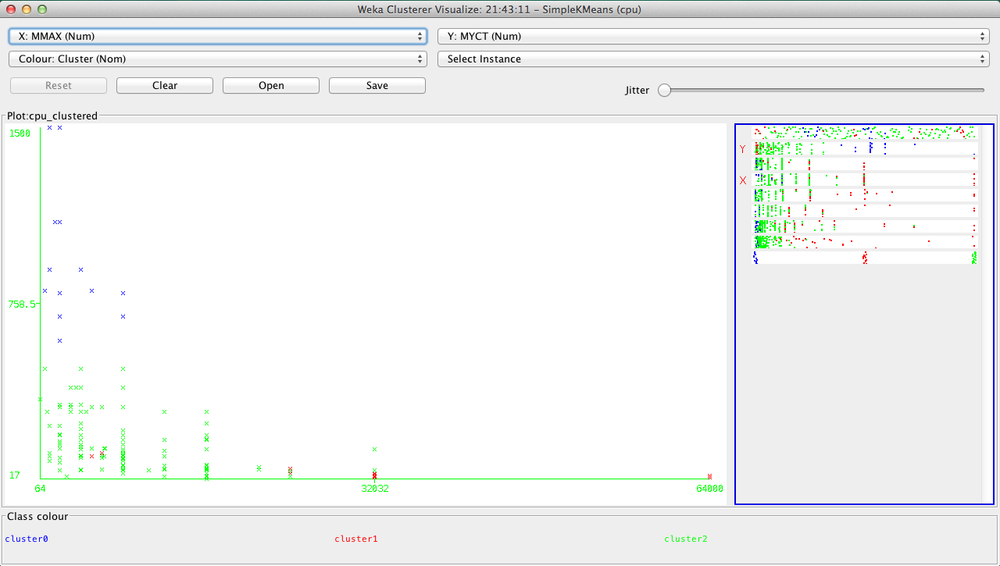 Weka Clusterer Visualize: 21:43:11 - SimpleKMeans (cpu)
X: MMAX (Num)
Y: MYCT (Num)
Colour: Cluster (Nom)
Select Instance
Reset
Clear
Open
Save
Jitter
Plot:cpu_clustered
1500
758.5
17
64
32032
64000
Y
X
Class colour
cluster0
cluster1
cluster2